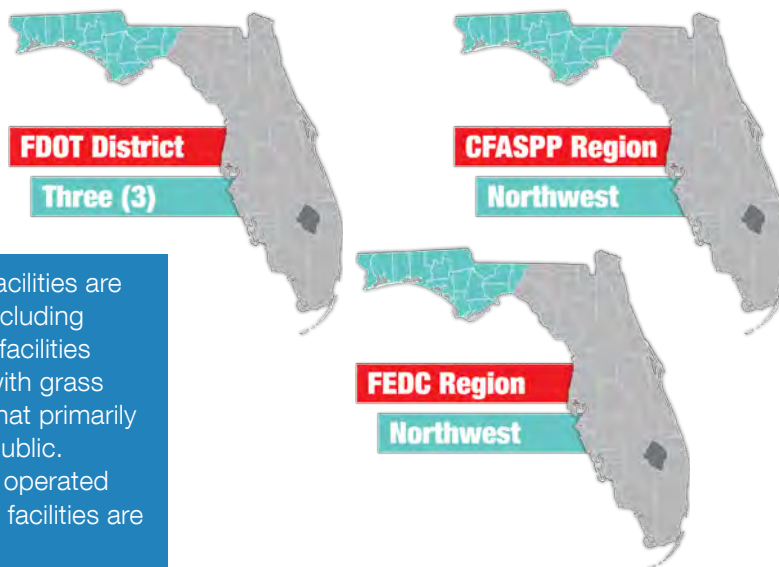 FDOT District
Three (3)
CFASPP Region
Northwest
FEDC Region
Northwest
acilities are
cluding
facilities
with grass
hat primarily
ublic.
operated
facilities are